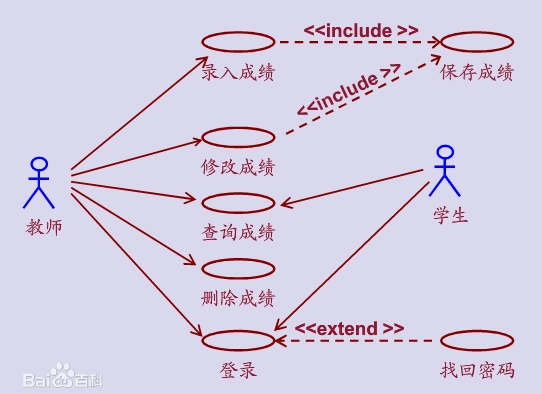 <<include >>
录入成绩
保存成绩
<<include >>
修改成绩
教师
学生
查询成绩
删除成绩
<<extend >>
登录
找回密码
Bai百科